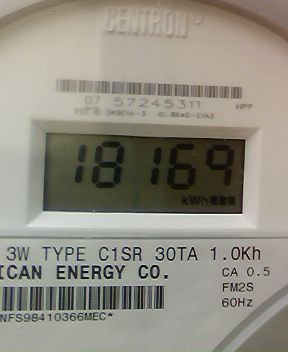 CENTRON®
07 57245311 HPP
18169
kWh
3W TYPE C1SR 30TA 1.0Kh
ICAN ENERGY CO. CA 0.5
FM2S
60Hz
NFS98410366MEC*